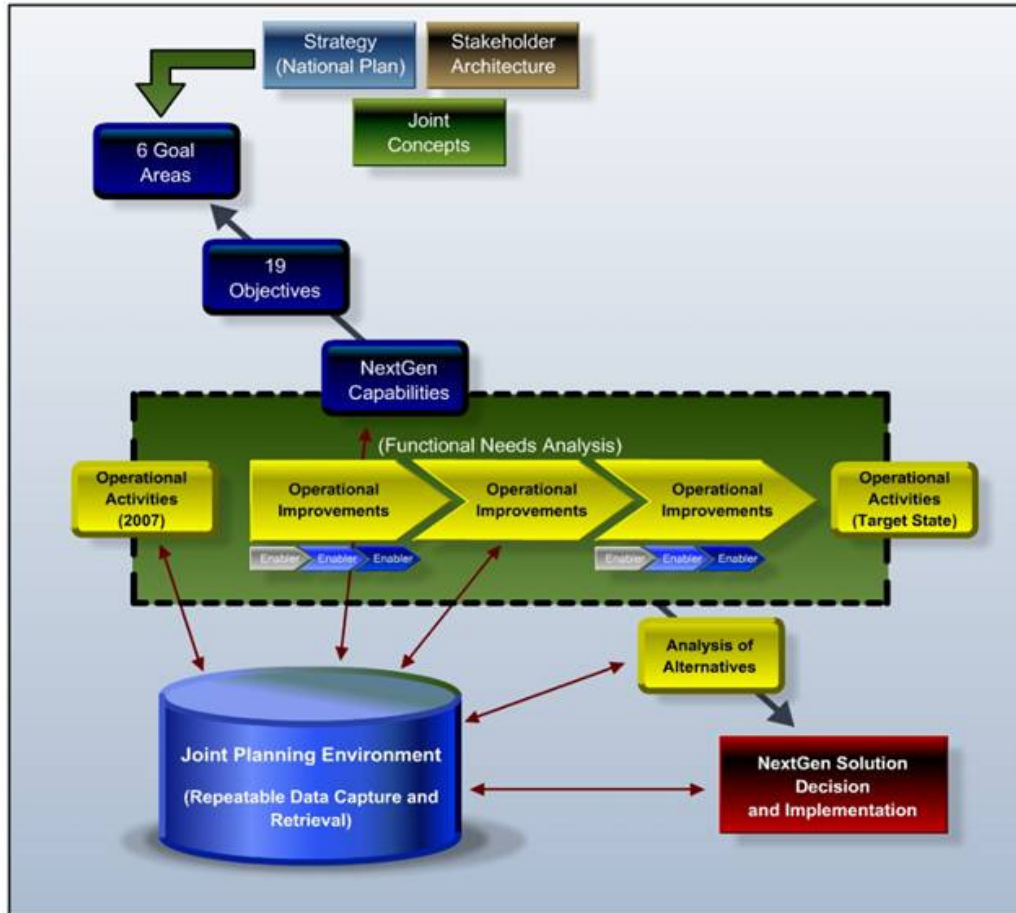 Strategy
(National Plan)
Stakeholder
Architecture
Joint
Concepts
6 Goal
Areas
19
Objectives
NextGen
Capabilities
(Functional Needs Analysis)
Operational
Activities
(2007)
Operational
Improvements
Operational
Improvements
Operational
Improvements
Operational
Activities
(Target State)
Enabler Enabler Enabler
Enabler Enabler Enabler
Analysis of
Alternatives
Joint Planning Environment
(Repeatable Data Capture and
Retrieval)
NextGen Solution
Decision
and Implementation